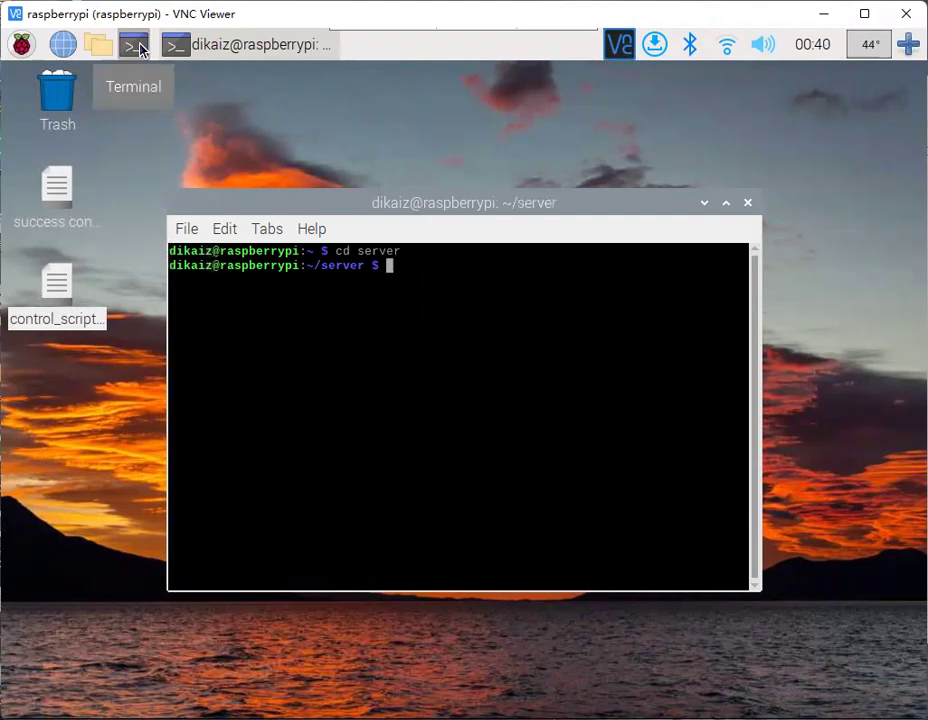 raspberrypi (raspberrypi) - VNC Viewer
dikaiz@raspberrypi: ...
00:40
44°
Terminal
Trash
success con...
control_script...
dikaiz@raspberrypi: ~/server
File Edit Tabs Help
dikaiz@raspberrypi:~ $ cd server
dikaiz@raspberrypi:~/server $